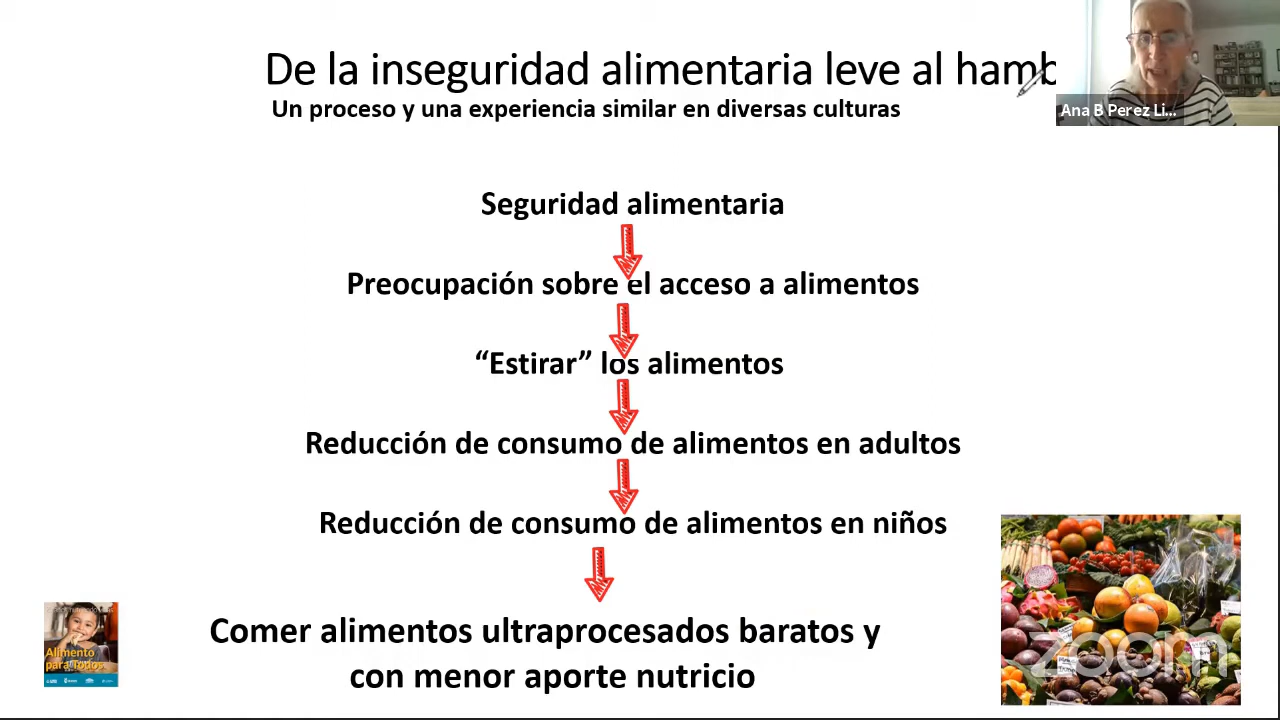 De la inseguridad alimentaria leve al hamb
Un proceso y una experiencia similar en diversas culturas
Ana B Perez Li...
Seguridad alimentaria
Preocupación sobre el acceso a alimentos
“Estirar” los alimentos
Reducción de consumo de alimentos en adultos
Reducción de consumo de alimentos en niños
Comer alimentos ultraprocesados baratos y
con menor aporte nutricio
Alimento
para Todos
zoom